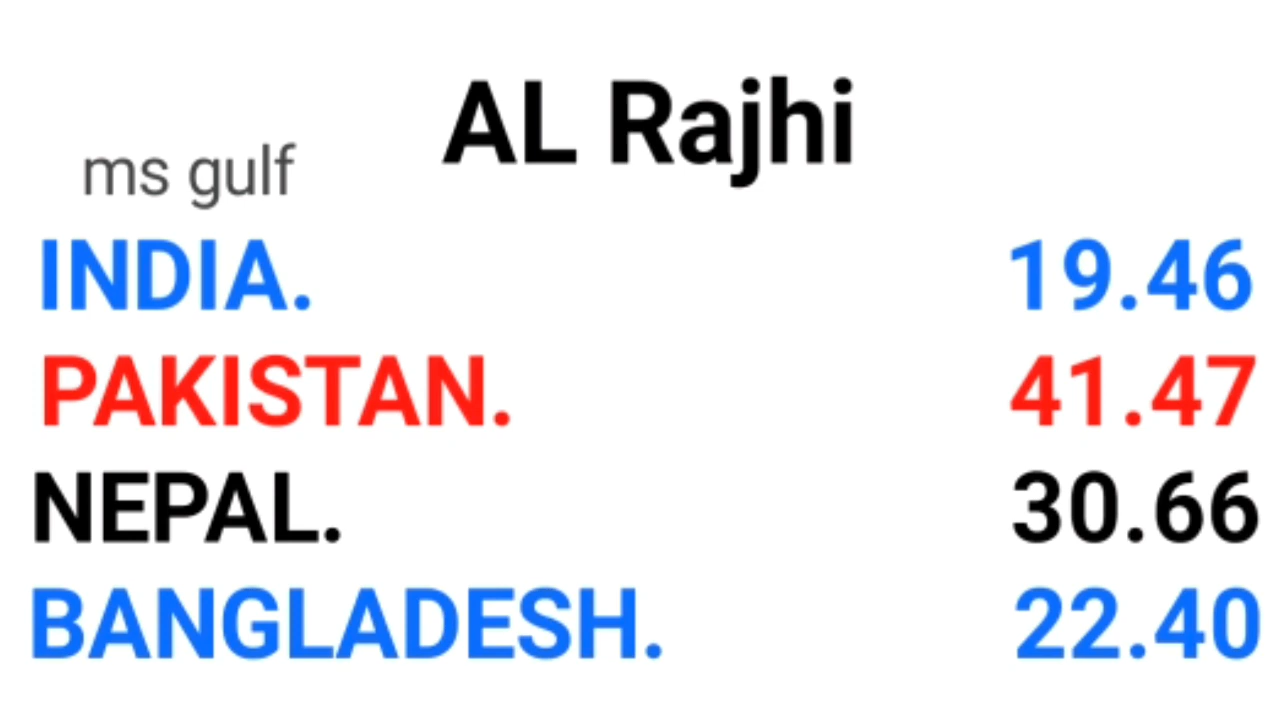 AL Rajhi
ms gulf
INDIA. 19.46
PAKISTAN. 41.47
NEPAL. 30.66
BANGLADESH. 22.40